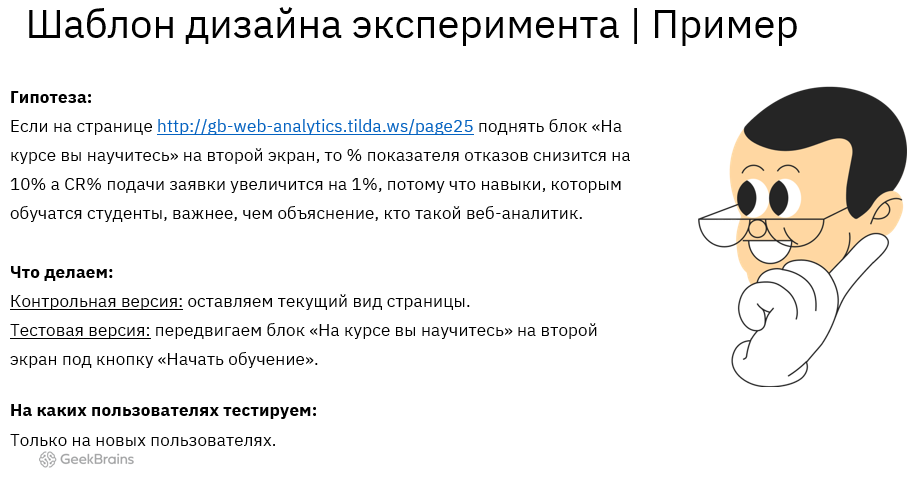 Шаблон дизайна эксперимента | Пример
Гипотеза:
Если на странице http://gb-web-analytics.tilda.ws/page25 поднять блок «На
курсе вы научитесь» на второй экран, то % показателя отказов снизится на
10% а CR% подачи заявки увеличится на 1%, потому что навыки, которым
обучатся студенты, важнее, чем объяснение, кто такой веб-аналитик.
Что делаем:
Контрольная версия: оставляем текущий вид страницы.
Тестовая версия: передвигаем блок «На курсе вы научитесь» на второй
экран под кнопку «Начать обучение».
На каких пользователях тестируем:
Только на новых пользователях.
GeekBrains